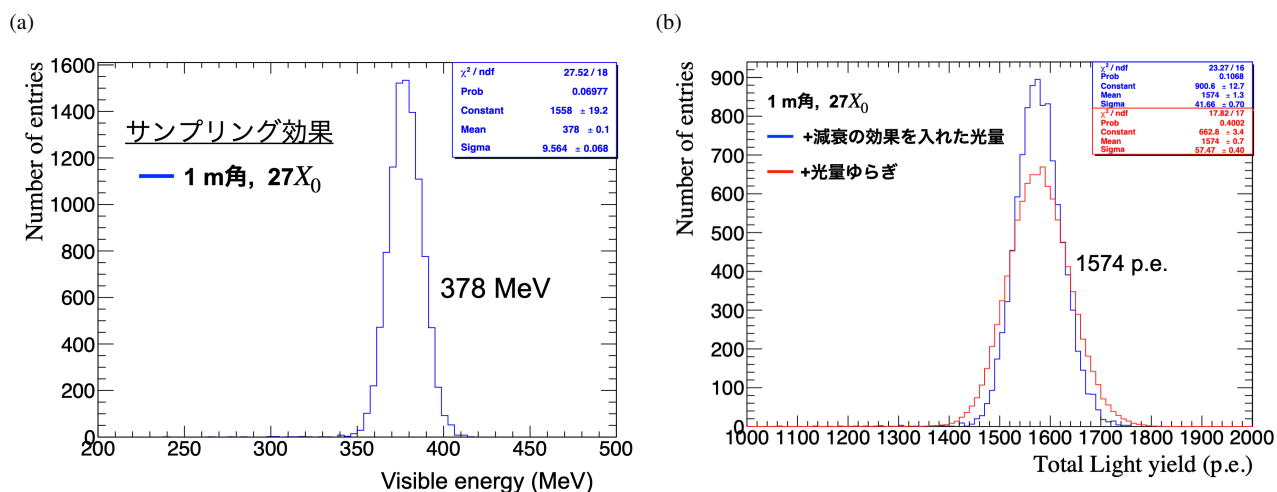 (a)
(b)
Number of entries
1600
1400
1200
1000
800
600
400
200
0
200
250
300
350
400
450
500
Visible energy (MeV)
サンプリング効果
1 m角, 27X₀
378 MeV
χ² / ndf 27.52 / 18
Prob 0.06977
Constant 1558 ± 19.2
Mean 378 ± 0.1
Sigma 9.564 ± 0.068
Number of entries
900
800
700
600
500
400
300
200
100
0
1000
1100
1200
1300
1400
1500
1600
1700
1800
1900
2000
Total Light yield (p.e.)
1 m角, 27X₀
+減衰の効果を入れた光量
+光量ゆらぎ
1574 p.e.
χ² / ndf 23.27 / 16
Prob 0.1068
Constant 900.6 ± 12.7
Mean 1574 ± 1.3
Sigma 41.66 ± 0.70
χ² / ndf 17.82 / 17
Prob 0.4002
Constant 662.8 ± 3.4
Mean 1574 ± 0.7
Sigma 57.47 ± 0.40